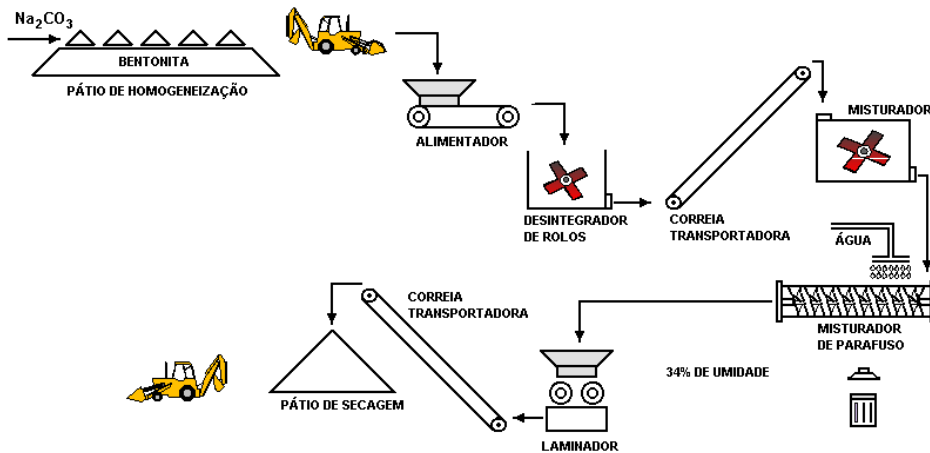 Na₂CO₃
BENTONITA
PÁTIO DE HOMOGENEIZAÇÃO
ALIMENTADOR
DESINTEGRADOR
DE ROLOS
CORREIA
TRANSPORTADORA
MISTURADOR
ÁGUA
MISTURADOR
DE PARAFUSO
34% DE UMIDADE
LAMINADOR
CORREIA
TRANSPORTADORA
PÁTIO DE SECAGEM